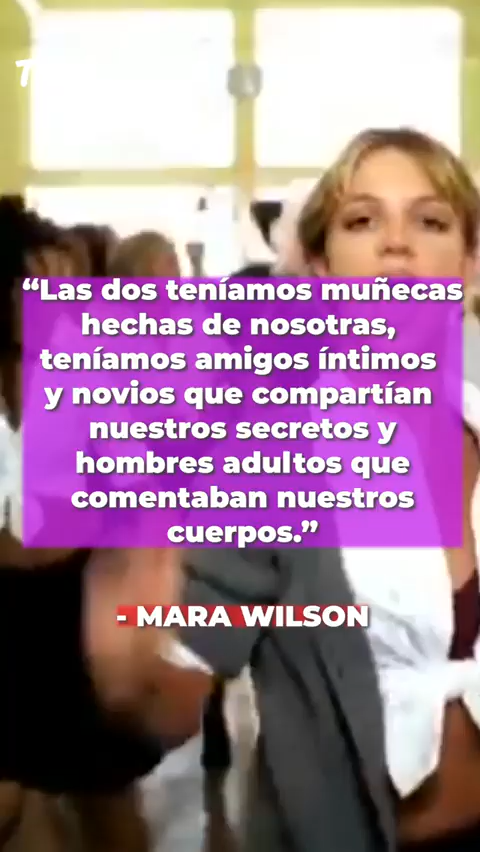 “Las dos teníamos muñecas
hechas de nosotras,
teníamos amigos íntimos
y novios que compartían
nuestros secretos y
hombres adultos que
comentaban nuestros
cuerpos.”
- MARA WILSON